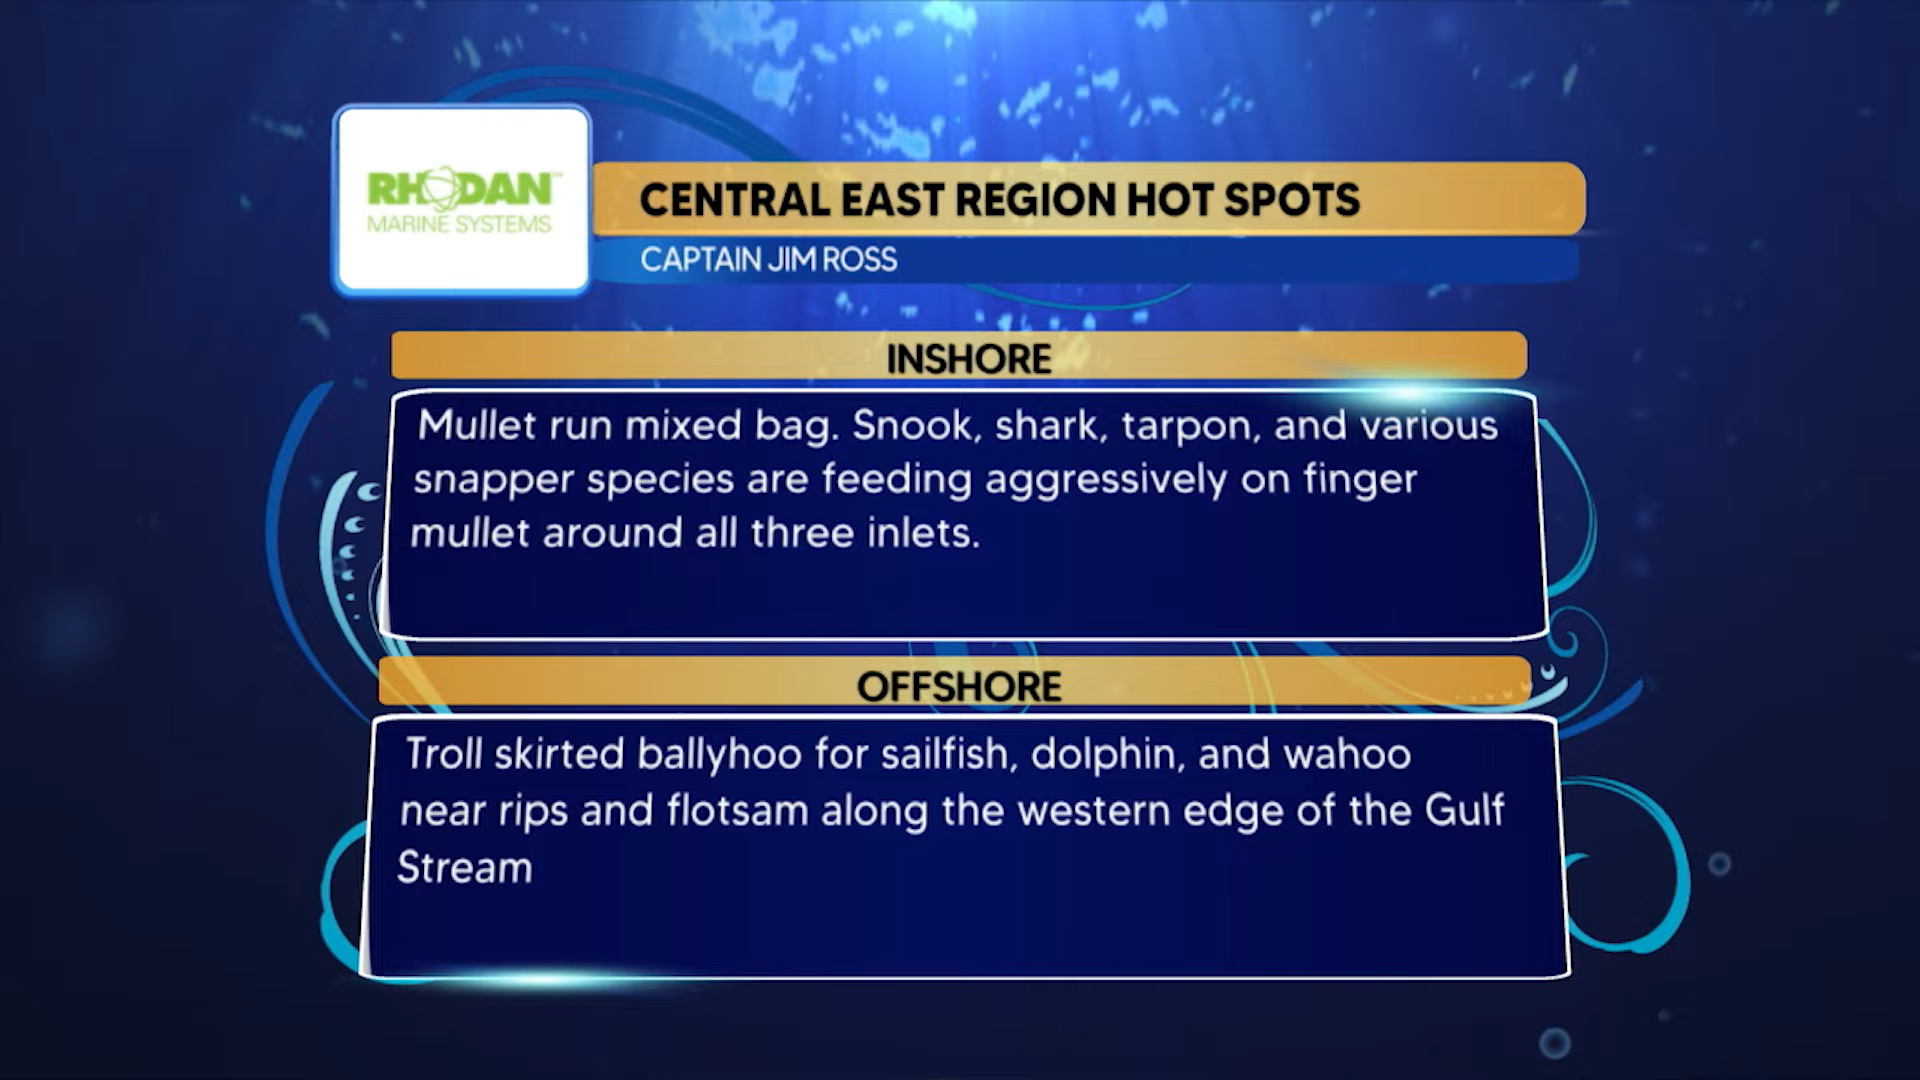 RHODAN™
MARINE SYSTEMS
CENTRAL EAST REGION HOT SPOTS
CAPTAIN JIM ROSS
INSHORE
Mullet run mixed bag. Snook, shark, tarpon, and various
snapper species are feeding aggressively on finger
mullet around all three inlets.
OFFSHORE
Troll skirted ballyhoo for sailfish, dolphin, and wahoo
near rips and flotsam along the western edge of the Gulf
Stream